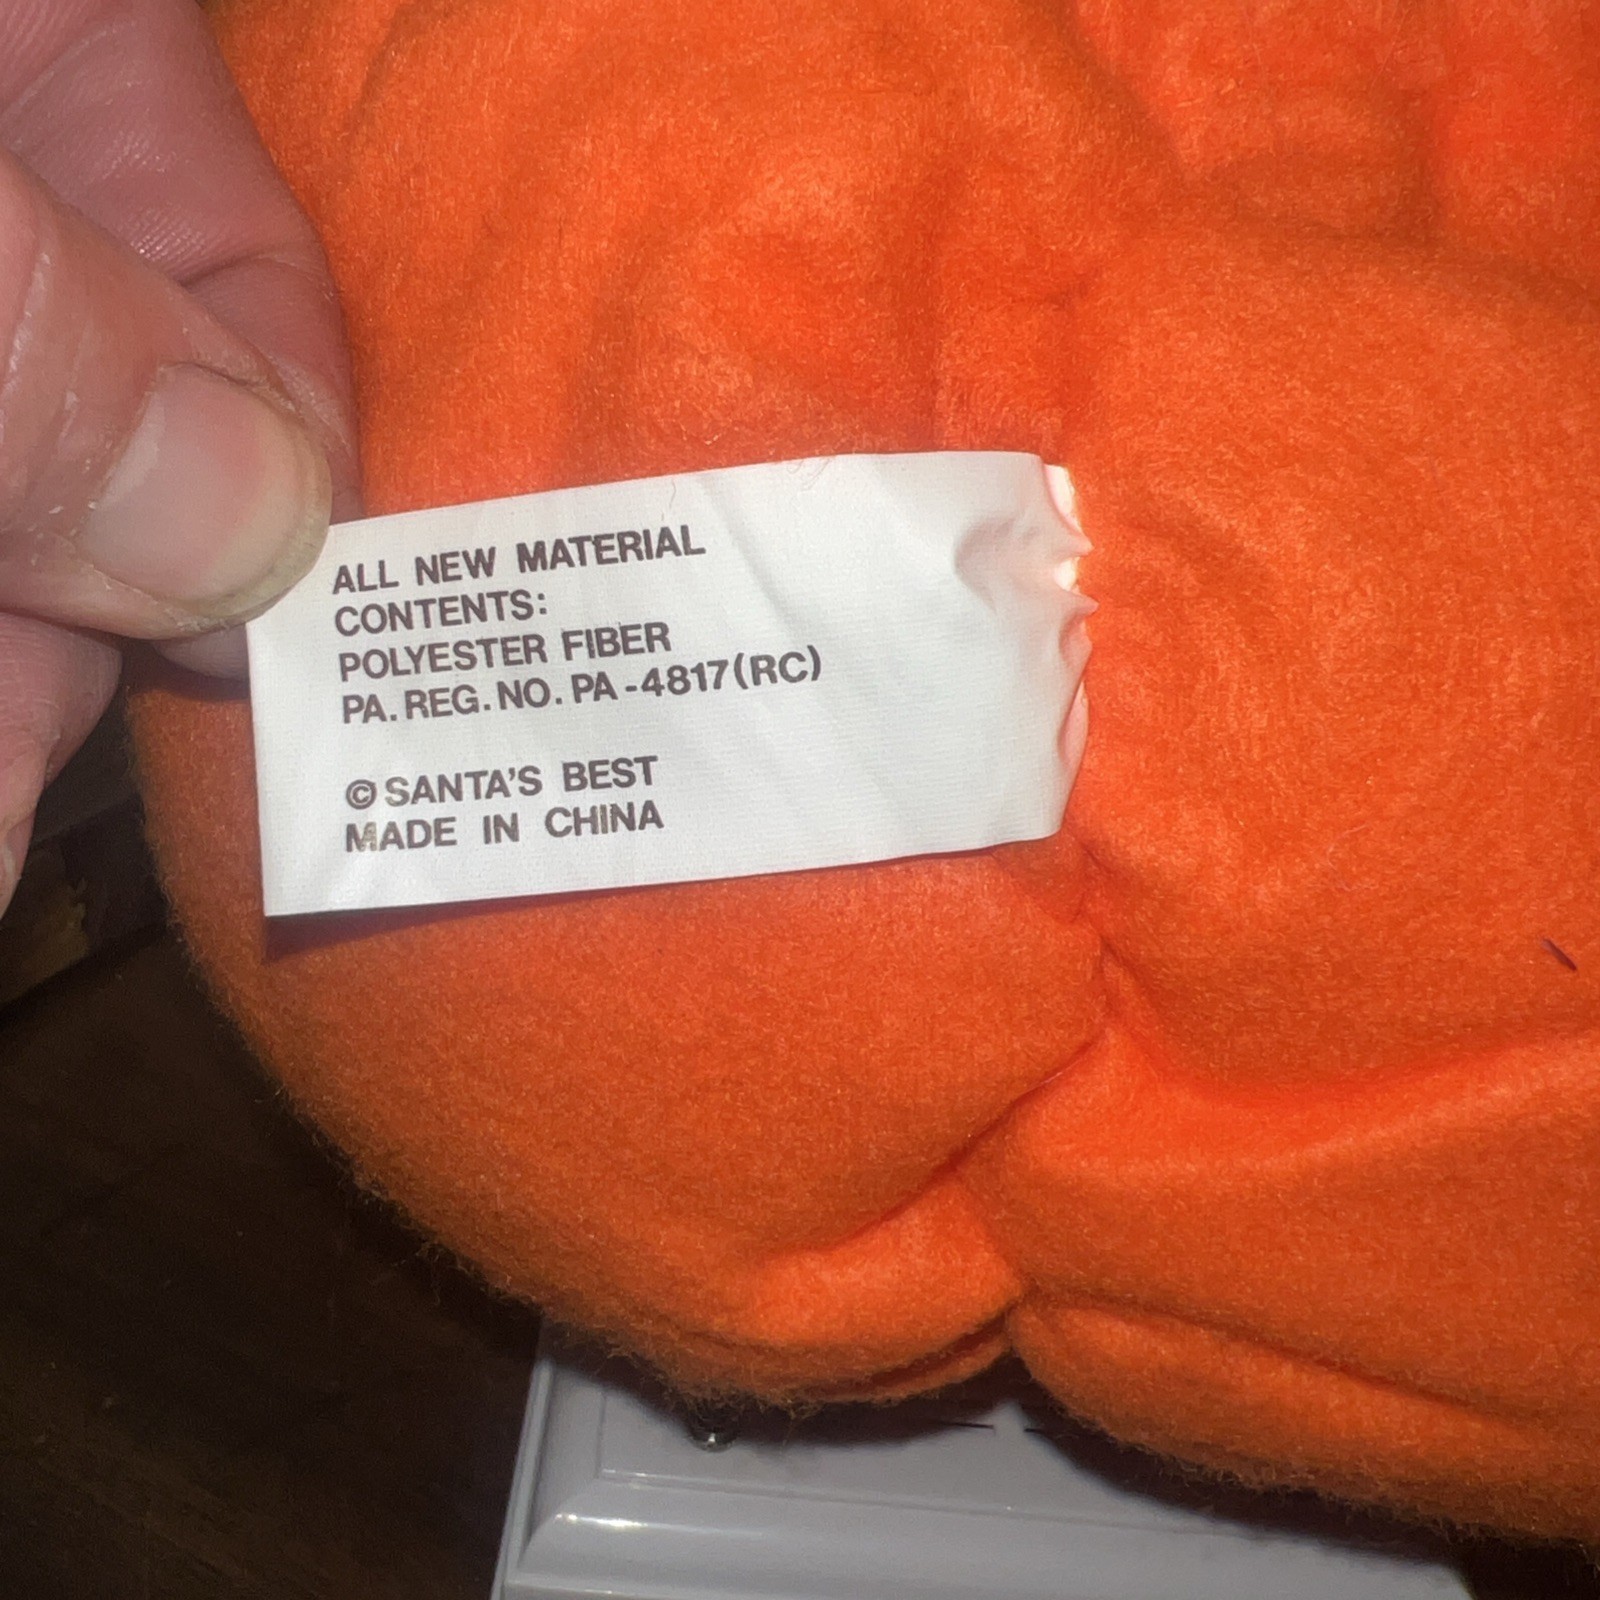 ALL NEW MATERIAL
CONTENTS:
POLYESTER FIBER
PA. REG. NO. PA-4817(RC)
© SANTA'S BEST
MADE IN CHINA